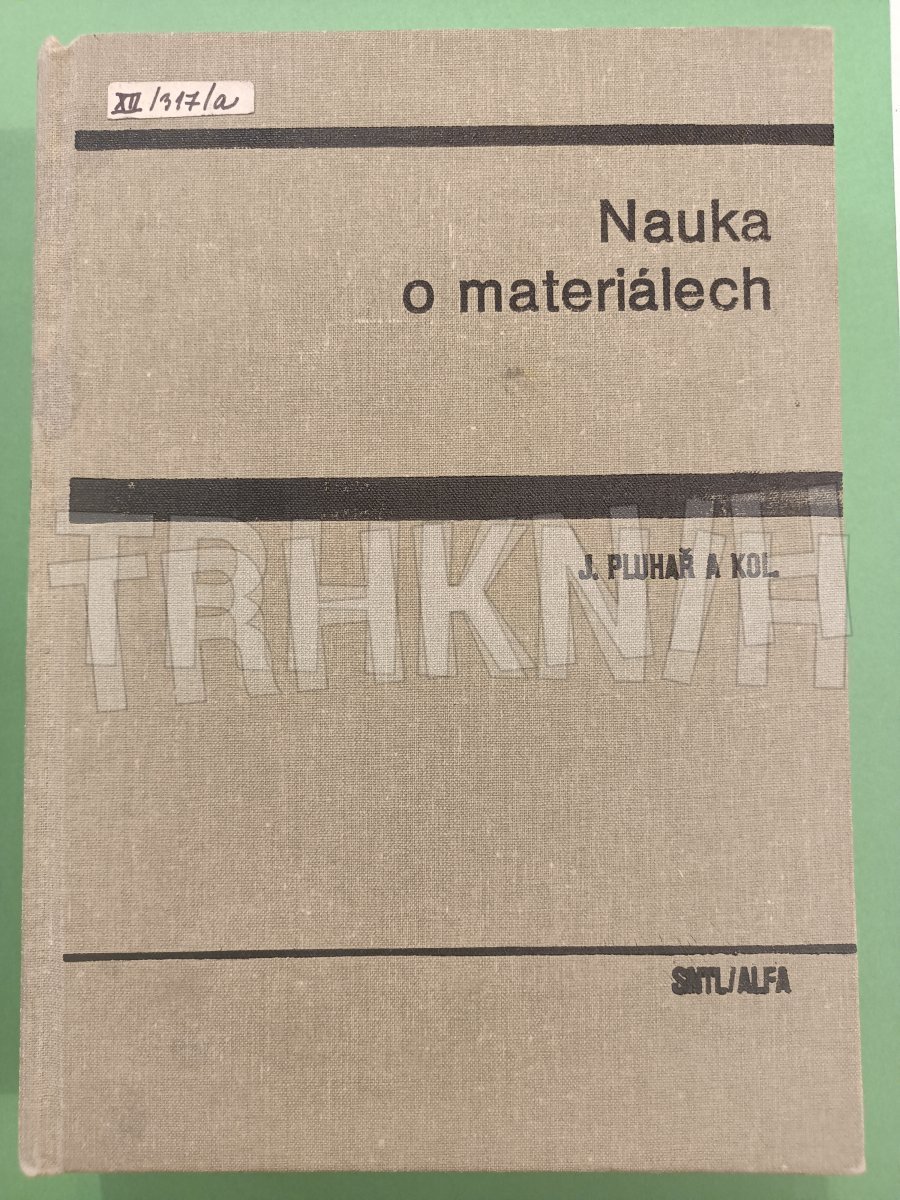 XII/317/a
Nauka
o materiálech
TRHKNIH
J. PLUHAŘ A KOL.
SNTL/ALFA